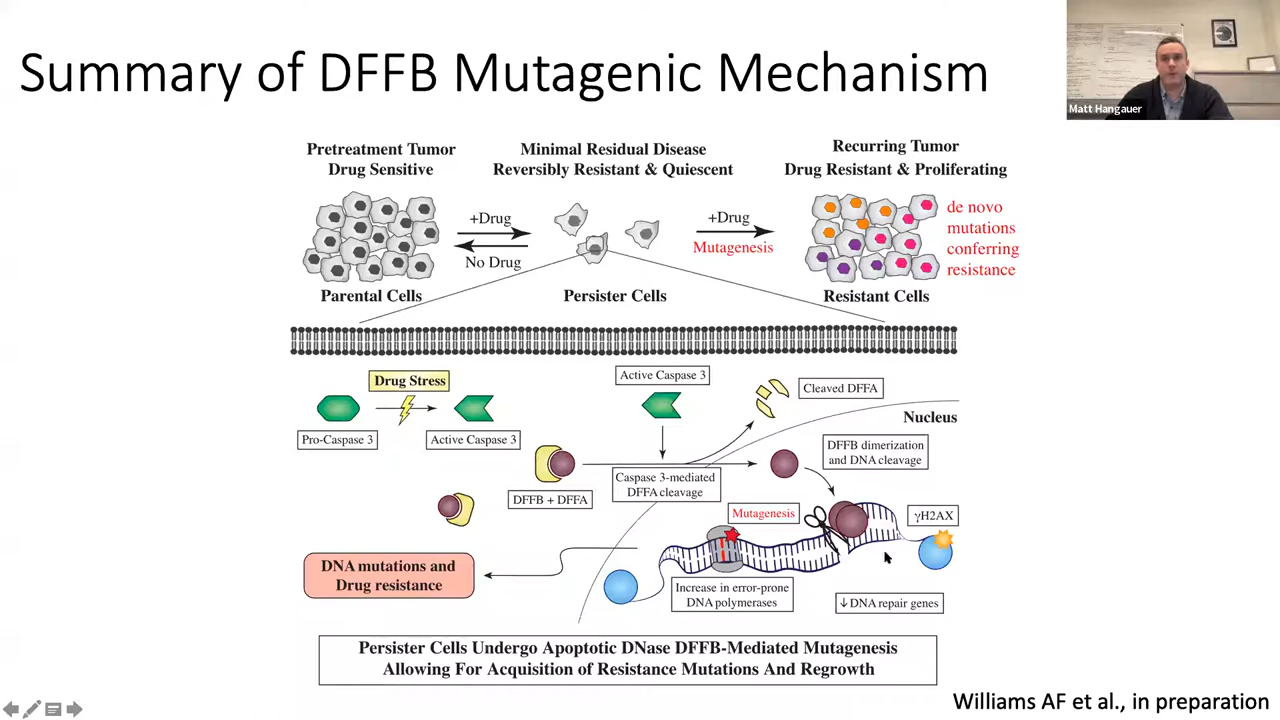 Summary of DFFB Mutagenic Mechanism
Matt Hangauer
Pretreatment Tumor
Drug Sensitive
Minimal Residual Disease
Reversibly Resistant & Quiescent
Recurring Tumor
Drug Resistant & Proliferating
+Drug
No Drug
+Drug
Mutagenesis
de novo
mutations
conferring
resistance
Parental Cells
Persister Cells
Resistant Cells
Drug Stress
Pro-Caspase 3
Active Caspase 3
Active Caspase 3
Cleaved DFFA
Nucleus
DFFB + DFFA
Caspase 3-mediated
DFFA cleavage
DFFB dimerization
and DNA cleavage
Mutagenesis
γH2AX
DNA mutations and
Drug resistance
Increase in error-prone
DNA polymerases
↓DNA repair genes
Persister Cells Undergo Apoptotic DNase DFFB-Mediated Mutagenesis
Allowing For Acquisition of Resistance Mutations And Regrowth
Williams AF et al., in preparation